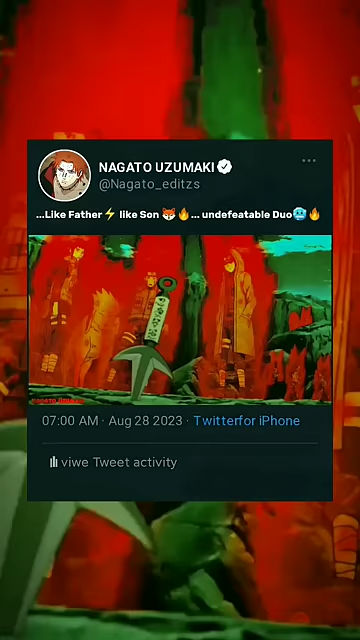 NAGATO UZUMAKI
@Nagato_editzs
...Like Father⚡ like Son 🦊🔥... undefeatable Duo🥶🔥
07:00 AM · Aug 28 2023 · Twitterfor iPhone
viwe Tweet activity